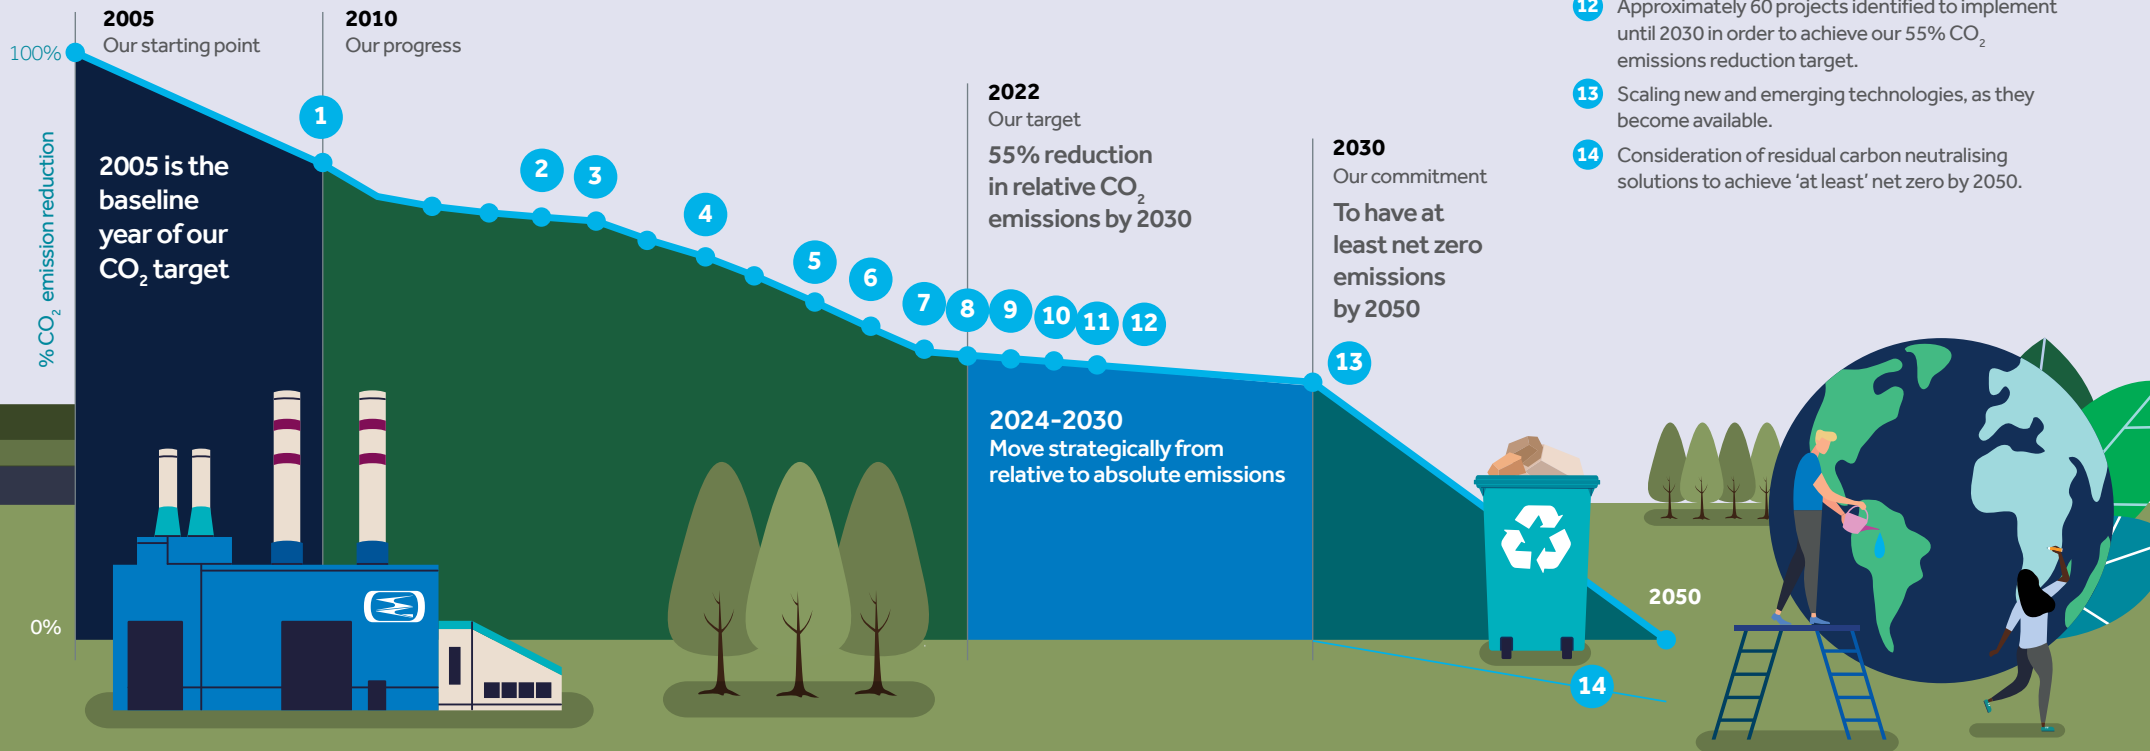 2005
Our starting point
2010
Our progress
100%
% CO₂ emission reduction
0%
2005 is the
baseline
year of our
CO₂ target
1
2
3
4
5
6
7
8
9
10
11
12
2022
Our target
55% reduction
in relative CO₂
emissions by 2030
2024-2030
Move strategically from
relative to absolute emissions
2030
Our commitment
To have at
least net zero
emissions
by 2050
13
14
2050
12 Approximately 60 projects identified to implement
until 2030 in order to achieve our 55% CO₂
emissions reduction target.
13 Scaling new and emerging technologies, as they
become available.
14 Consideration of residual carbon neutralising
solutions to achieve ‘at least’ net zero by 2050.